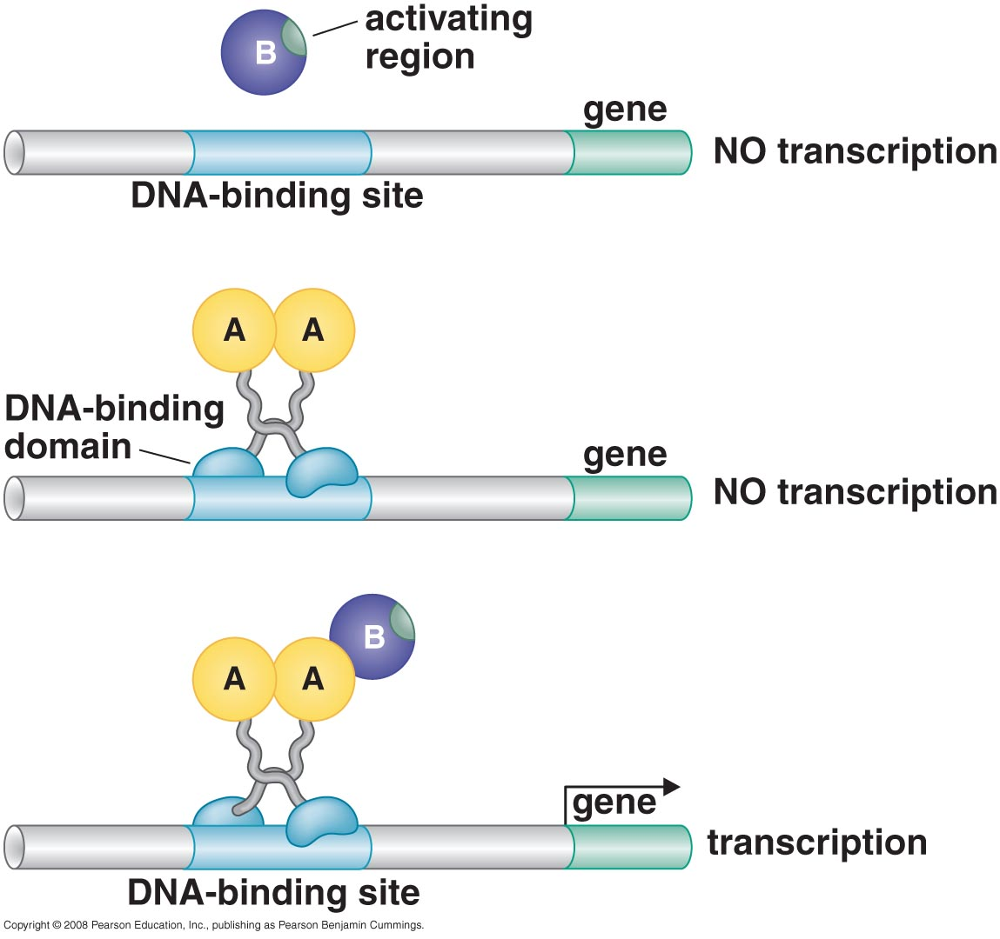 activating
region
B
gene
NO transcription
DNA-binding site
A A
DNA-binding
domain
gene
NO transcription
B
A A
gene
transcription
DNA-binding site
Copyright © 2008 Pearson Education, Inc., publishing as Pearson Benjamin Cummings.